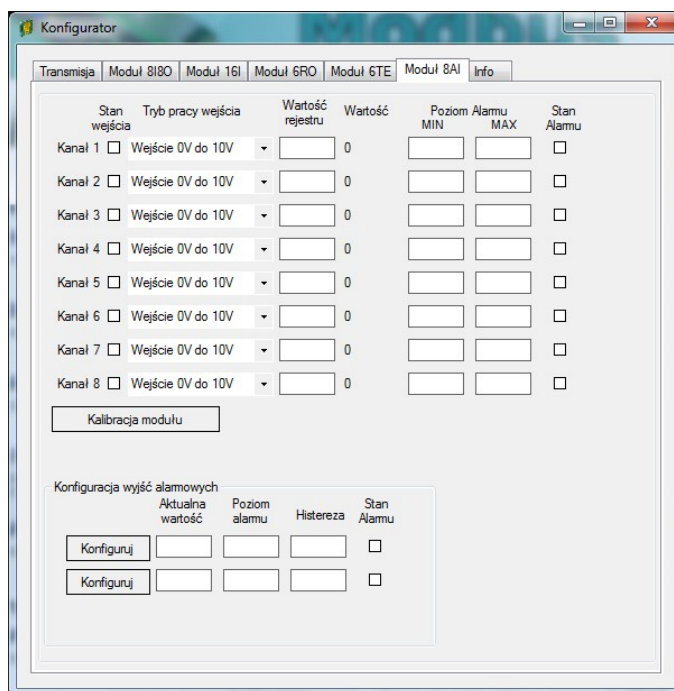 Konfigurator
Modbus
Transmisja Moduł 8I8O Moduł 16I Moduł 6RO Moduł 6TE Moduł 8AI Info
Stan wejścia Tryb pracy wejścia Wartość rejestru Wartość Poziom Alarmu MIN MAX Stan Alarmu
Kanał 1 Wejście 0V do 10V 0
Kanał 2 Wejście 0V do 10V 0
Kanał 3 Wejście 0V do 10V 0
Kanał 4 Wejście 0V do 10V 0
Kanał 5 Wejście 0V do 10V 0
Kanał 6 Wejście 0V do 10V 0
Kanał 7 Wejście 0V do 10V 0
Kanał 8 Wejście 0V do 10V 0
Kalibracja modułu
Konfiguracja wyjść alarmowych
Aktualna wartość Poziom alarmu Histereza Stan Alarmu
Konfiguruj
Konfiguruj